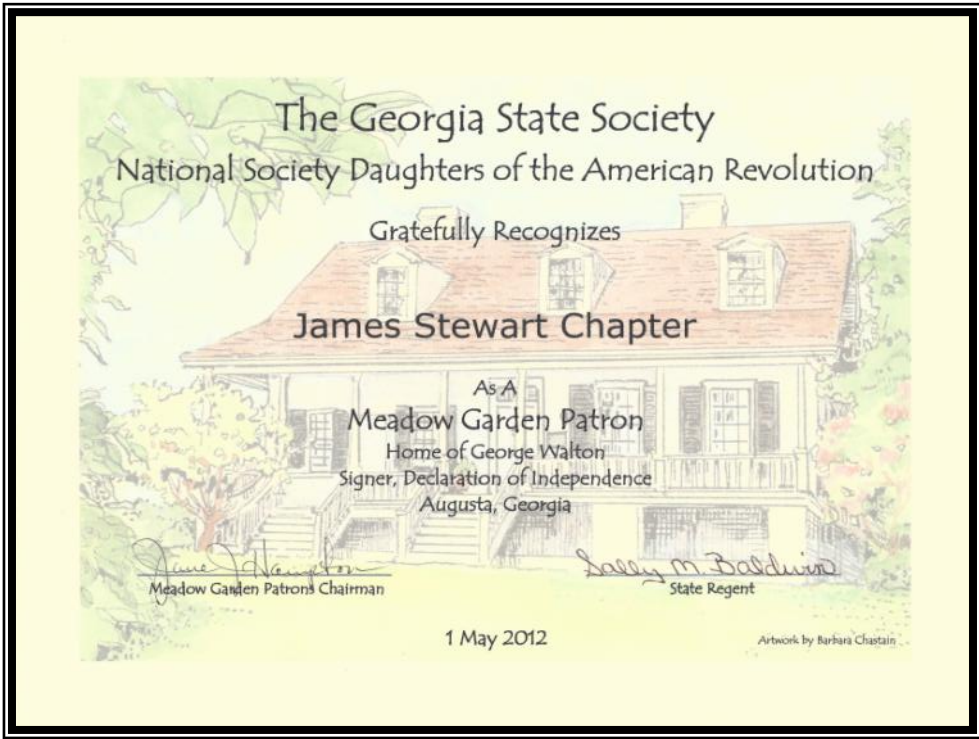 The Georgia State Society
National Society Daughters of the American Revolution
Gratefully Recognizes
James Stewart Chapter
As A
Meadow Garden Patron
Home of George Walton
Signer, Declaration of Independence
Augusta, Georgia
Sally M. Baldwin
Meadow Garden Patrons Chairman
State Regent
1 May 2012
Artwork by Barbara Chastain